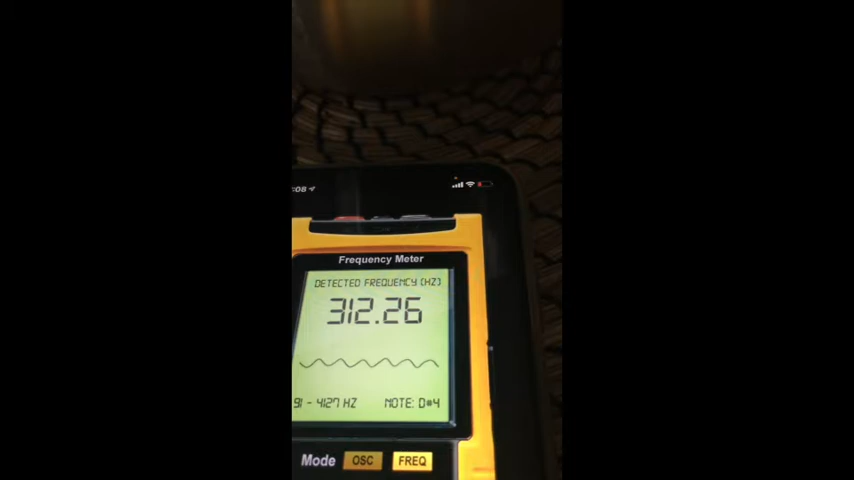 Frequency Meter
DETECTED FREQUENCY (HZ)
312.26
91 - 4127 HZ NOTE: D#4
Mode OSC FREQ